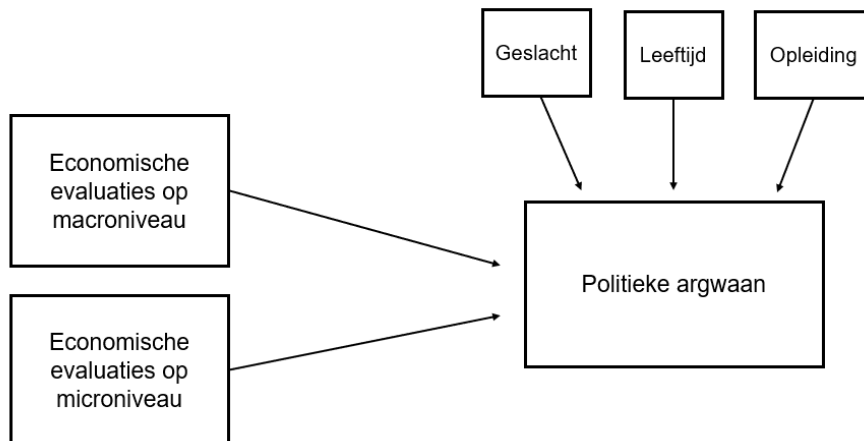 Geslacht
Leeftijd
Opleiding
Economische
evaluaties op
macroniveau
Politieke argwaan
Economische
evaluaties op
microniveau